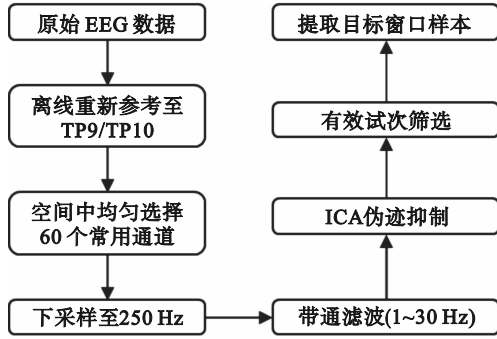 原始 EEG 数据
离线重新参考至
TP9/TP10
空间中均匀选择
60 个常用通道
下采样至250 Hz
带通滤波(1~30 Hz)
ICA伪迹抑制
有效试次筛选
提取目标窗口样本